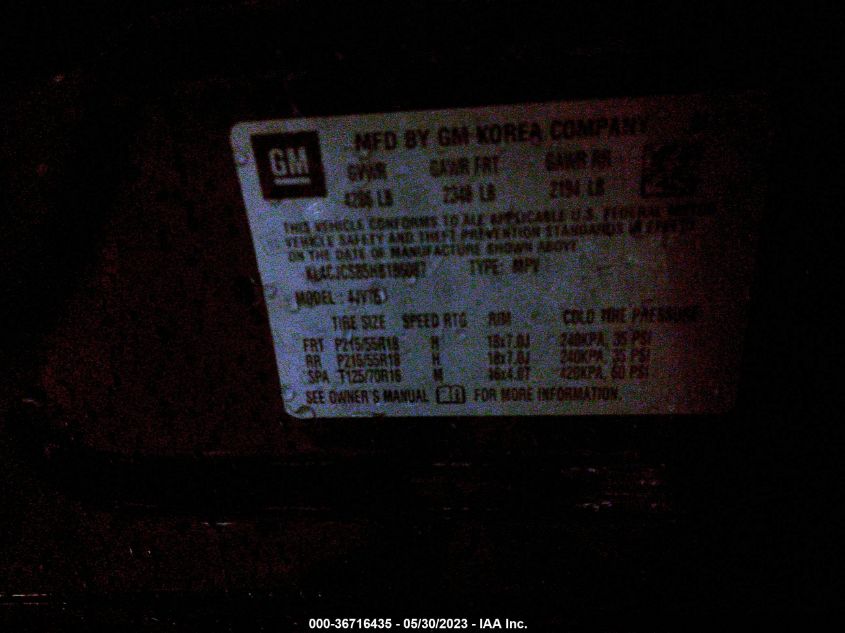 MFD BY GM KOREA COMPANY
GM
GVWR GAWR FRT GAWR RR
4286 LB 2348 LB 2194 LB
THIS VEHICLE CONFORMS TO ALL APPLICABLE U.S. FEDERAL MOTOR
VEHICLE SAFETY AND THEFT PREVENTION STANDARDS IN EFFECT
ON THE DATE OF MANUFACTURE SHOWN ABOVE
TYPE: MPV
MODEL :
TIRE SIZE SPEED RTG RIM COLD TIRE PRESSURE
FRT P215/55R18 H 18x7.0J 240KPA, 35 PSI
RR P215/55R18 H 18x7.0J 240KPA, 35 PSI
SPA T125/70R16 M 420KPA, 60 PSI
SEE OWNER'S MANUAL FOR MORE INFORMATION.
000-36716435 - 05/30/2023 - IAA Inc.